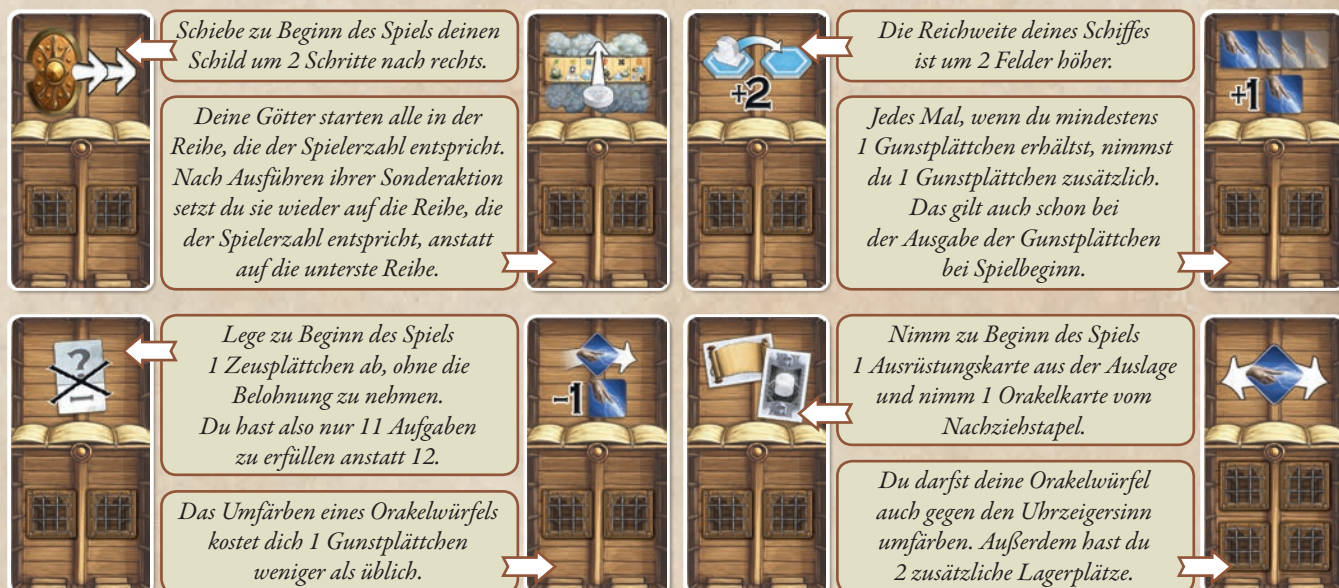 Schiebe zu Beginn des Spiels deinen
Schild um 2 Schritte nach rechts.
Deine Götter starten alle in der
Reihe, die der Spielerzahl entspricht.
Nach Ausführen ihrer Sonderaktion
setzt du sie wieder auf die Reihe, die
der Spielerzahl entspricht, anstatt
auf die unterste Reihe.
+2
Die Reichweite deines Schiffes
ist um 2 Felder höher.
Jedes Mal, wenn du mindestens
1 Gunstplättchen erhältst, nimmst
du 1 Gunstplättchen zusätzlich.
Das gilt auch schon bei
der Ausgabe der Gunstplättchen
bei Spielbeginn.
+1
?
Lege zu Beginn des Spiels
1 Zeusplättchen ab, ohne die
Belohnung zu nehmen.
Du hast also nur 11 Aufgaben
zu erfüllen anstatt 12.
Das Umfärben eines Orakelwürfels
kostet dich 1 Gunstplättchen
weniger als üblich.
-1
Nimm zu Beginn des Spiels
1 Ausrüstungskarte aus der Auslage
und nimm 1 Orakelkarte vom
Nachziehstapel.
Du darfst deine Orakelwürfel
auch gegen den Uhrzeigersinn
umfärben. Außerdem hast du
2 zusätzliche Lagerplätze.